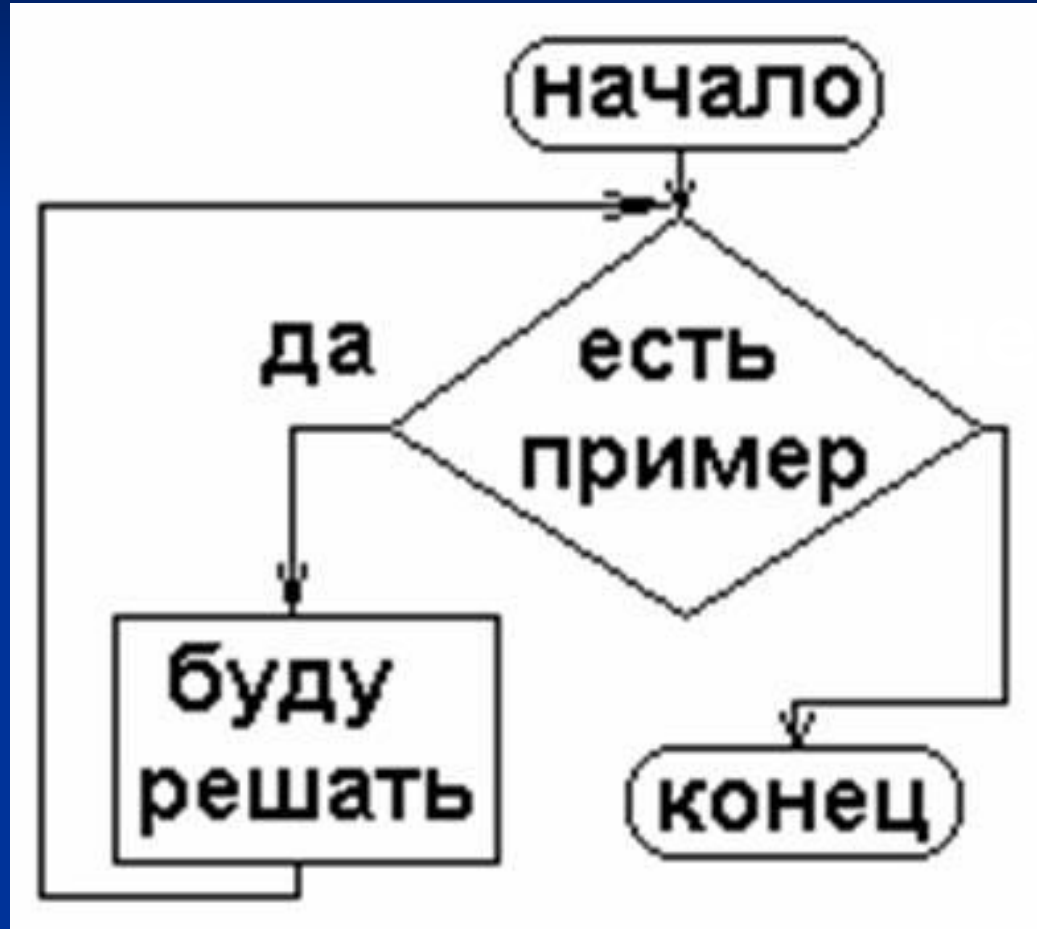 начало
да
есть
пример
буду
решать
конец